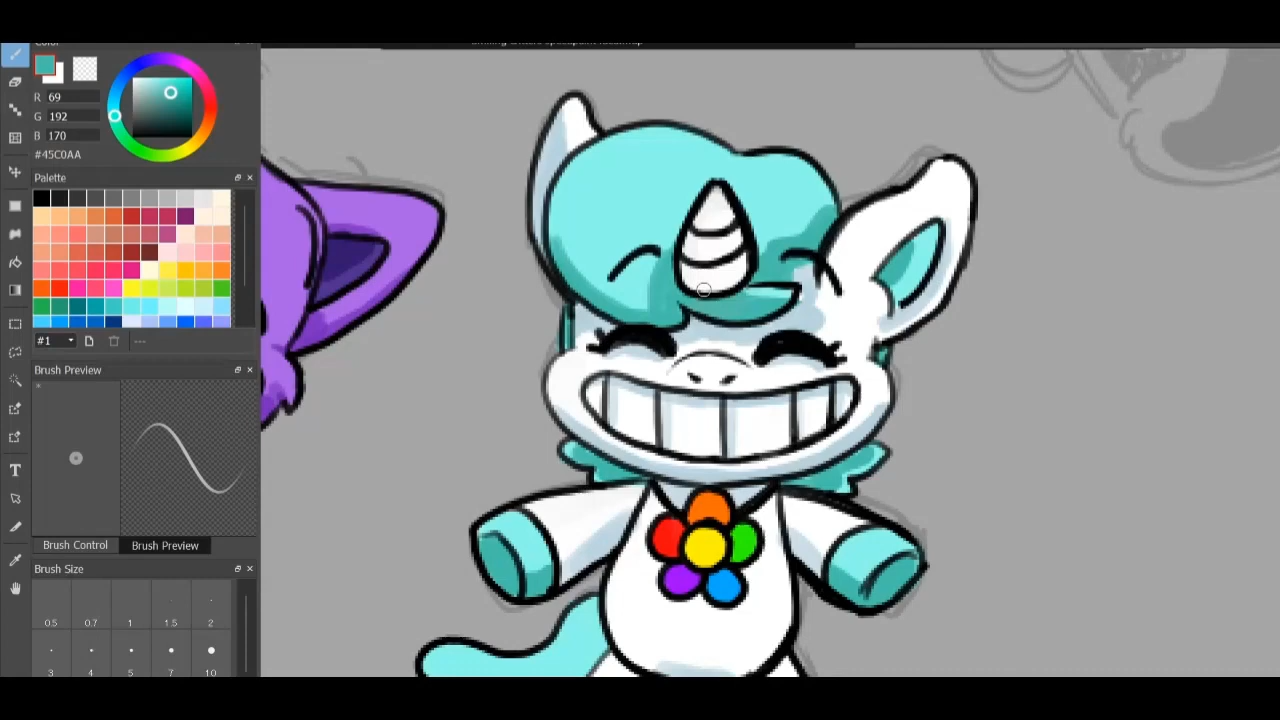 Color
R 69
G 192
B 170
#45C0AA
Palette
#1
Brush Preview
Brush Control Brush Preview
Brush Size
0.5 0.7 1 1.5 2
3 4 5 7 10